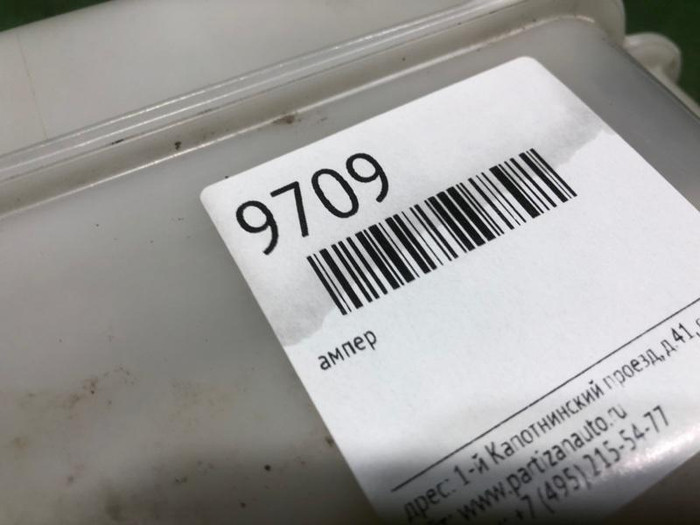 9709
ампер
дрес: 1-й Капотнинский проезд, д.41,
www.partizanauto.ru
7 (495) 215-54-77